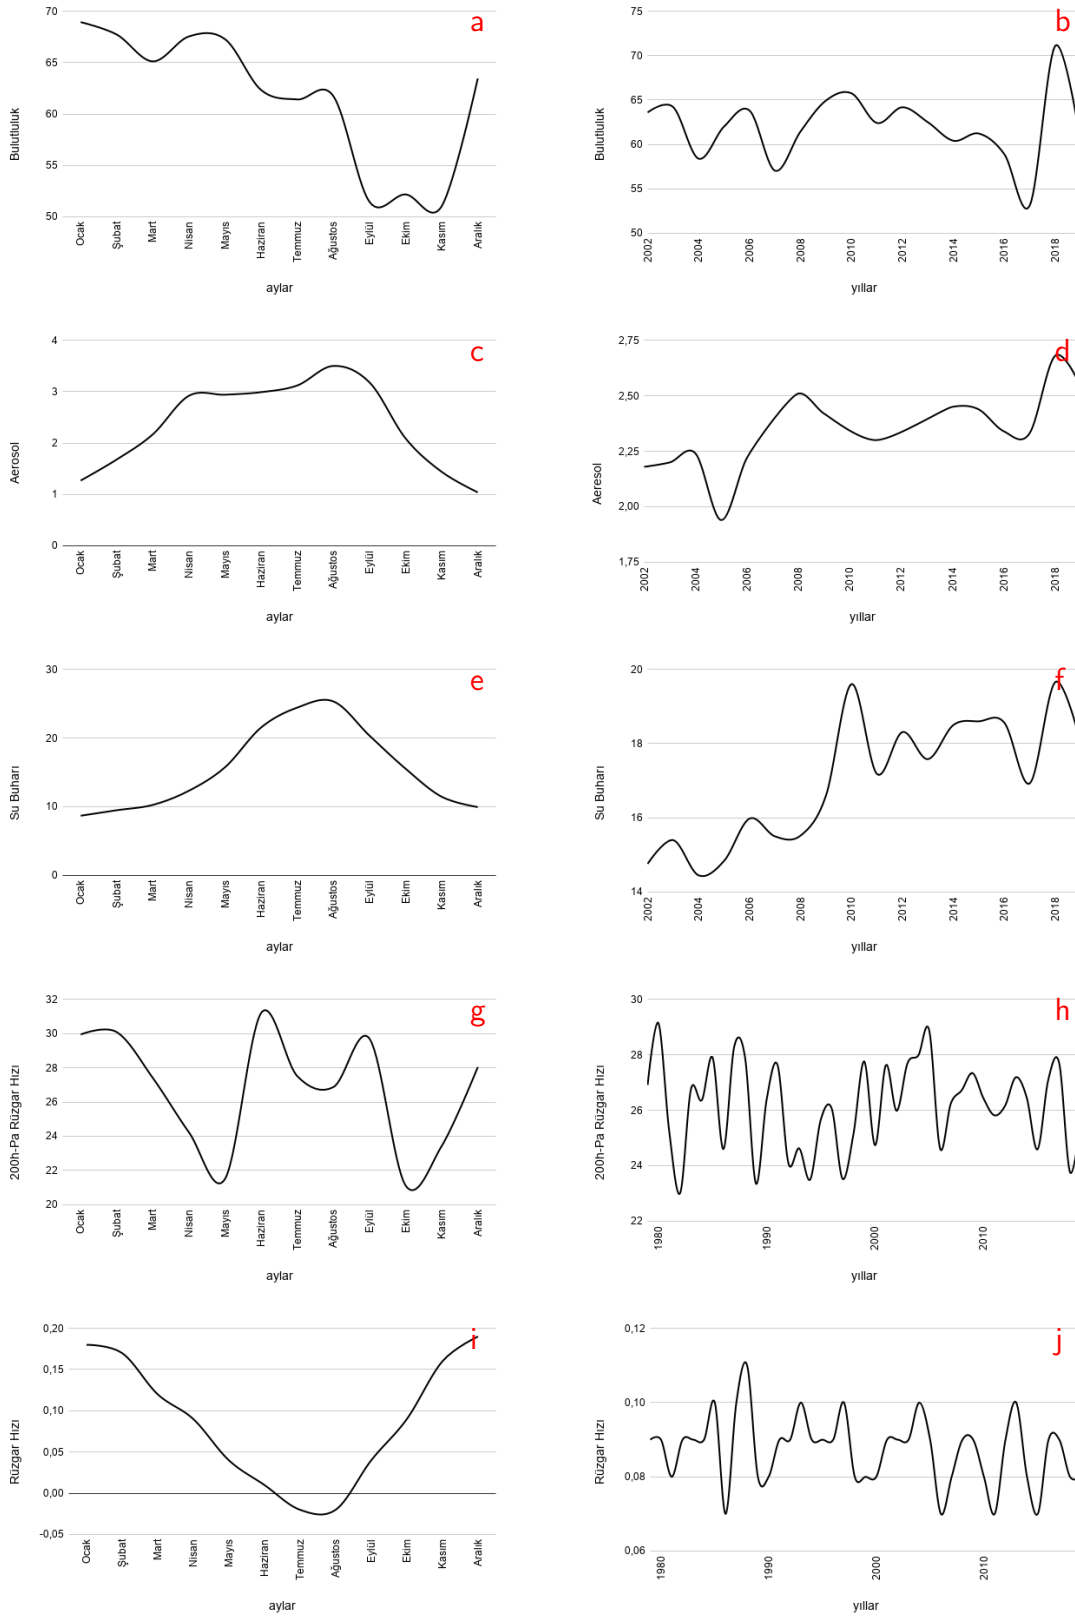 a
Bulutluluk
70
65
60
55
50
Ocak Şubat Mart Nisan Mayıs Haziran Temmuz Ağustos Eylül Ekim Kasım Aralık
aylar
b
Bulutluluk
75
70
65
60
55
50
2002 2004 2006 2008 2010 2012 2014 2016 2018
yıllar
c
Aerosol
4
3
2
1
0
Ocak Şubat Mart Nisan Mayıs Haziran Temmuz Ağustos Eylül Ekim Kasım Aralık
aylar
d
Aeresol
2,75
2,50
2,25
2,00
1,75
2002 2004 2006 2008 2010 2012 2014 2016 2018
yıllar
e
Su Buharı
30
20
10
0
Ocak Şubat Mart Nisan Mayıs Haziran Temmuz Ağustos Eylül Ekim Kasım Aralık
aylar
f
Su Buharı
20
18
16
14
2002 2004 2006 2008 2010 2012 2014 2016 2018
yıllar
g
200h-Pa Rüzgar Hızı
32
30
28
26
24
22
20
Ocak Şubat Mart Nisan Mayıs Haziran Temmuz Ağustos Eylül Ekim Kasım Aralık
aylar
h
200h-Pa Rüzgar Hızı
30
28
26
24
22
1980 1990 2000 2010
yıllar
i
Rüzgar Hızı
0,20
0,15
0,10
0,05
0,00
-0,05
Ocak Şubat Mart Nisan Mayıs Haziran Temmuz Ağustos Eylül Ekim Kasım Aralık
aylar
j
Rüzgar Hızı
0,12
0,10
0,08
0,06
1980 1990 2000 2010
yıllar